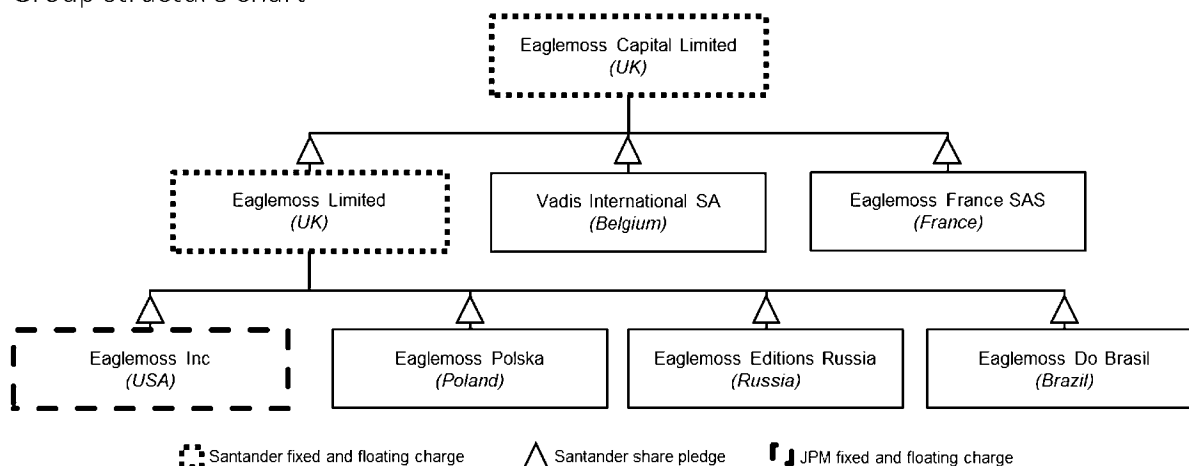 Group structure chart
Eaglemoss Capital Limited
(UK)
Eaglemoss Limited
(UK)
Vadis International SA
(Belgium)
Eaglemoss France SAS
(France)
Eaglemoss Inc
(USA)
Eaglemoss Polska
(Poland)
Eaglemoss Editions Russia
(Russia)
Eaglemoss Do Brasil
(Brazil)
Santander fixed and floating charge
Santander share pledge
JPM fixed and floating charge